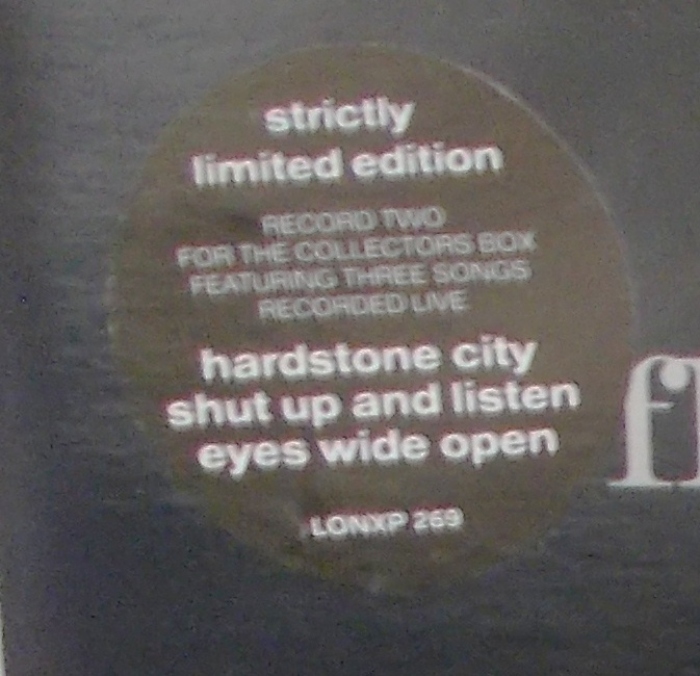 strictly
limited edition
RECORD TWO
FOR THE COLLECTORS BOX
FEATURING THREE SONGS
RECORDED LIVE
hardstone city
shut up and listen
eyes wide open
LONXP 269